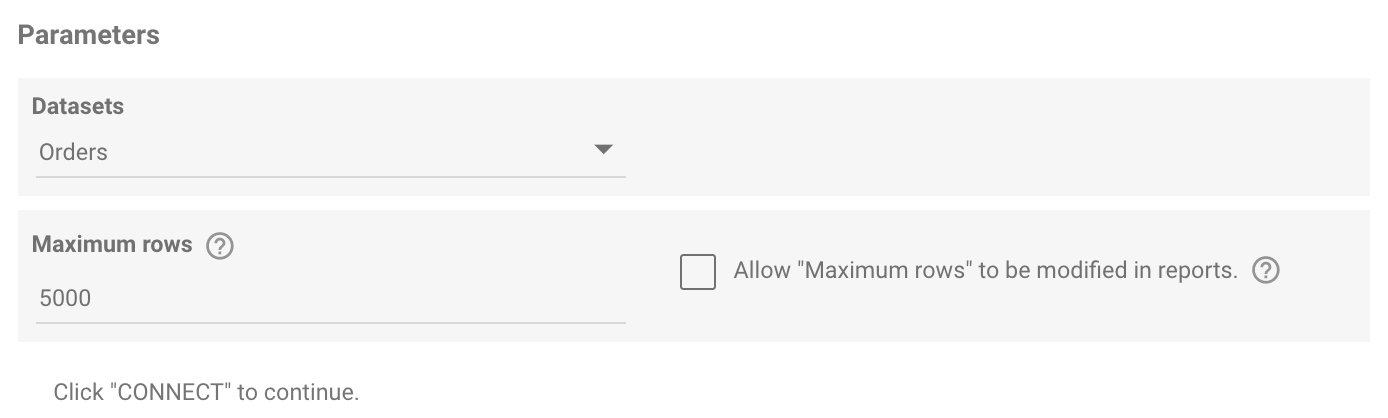 Parameters
Datasets
Orders
Maximum rows ?
5000
Allow "Maximum rows" to be modified in reports. ?
Click "CONNECT" to continue.